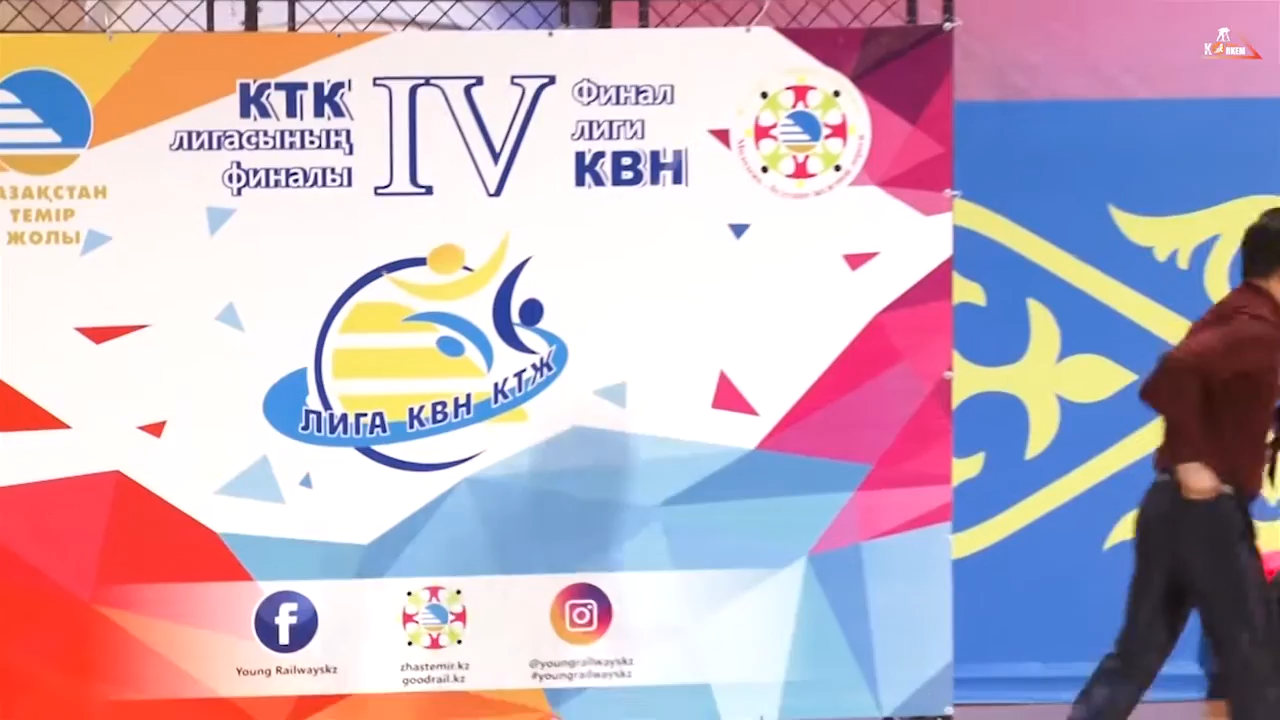 КТК
лигасының
финалы
IV
Финал
лиги
КВН
АЗАҚСТАН
ТЕМІР
ЖОЛЫ
ЛИГА КВН КТЖ
Young Railwayskz
zhastemir.kz
goodrail.kz
@youngrailwayskz
#youngrailwayskz